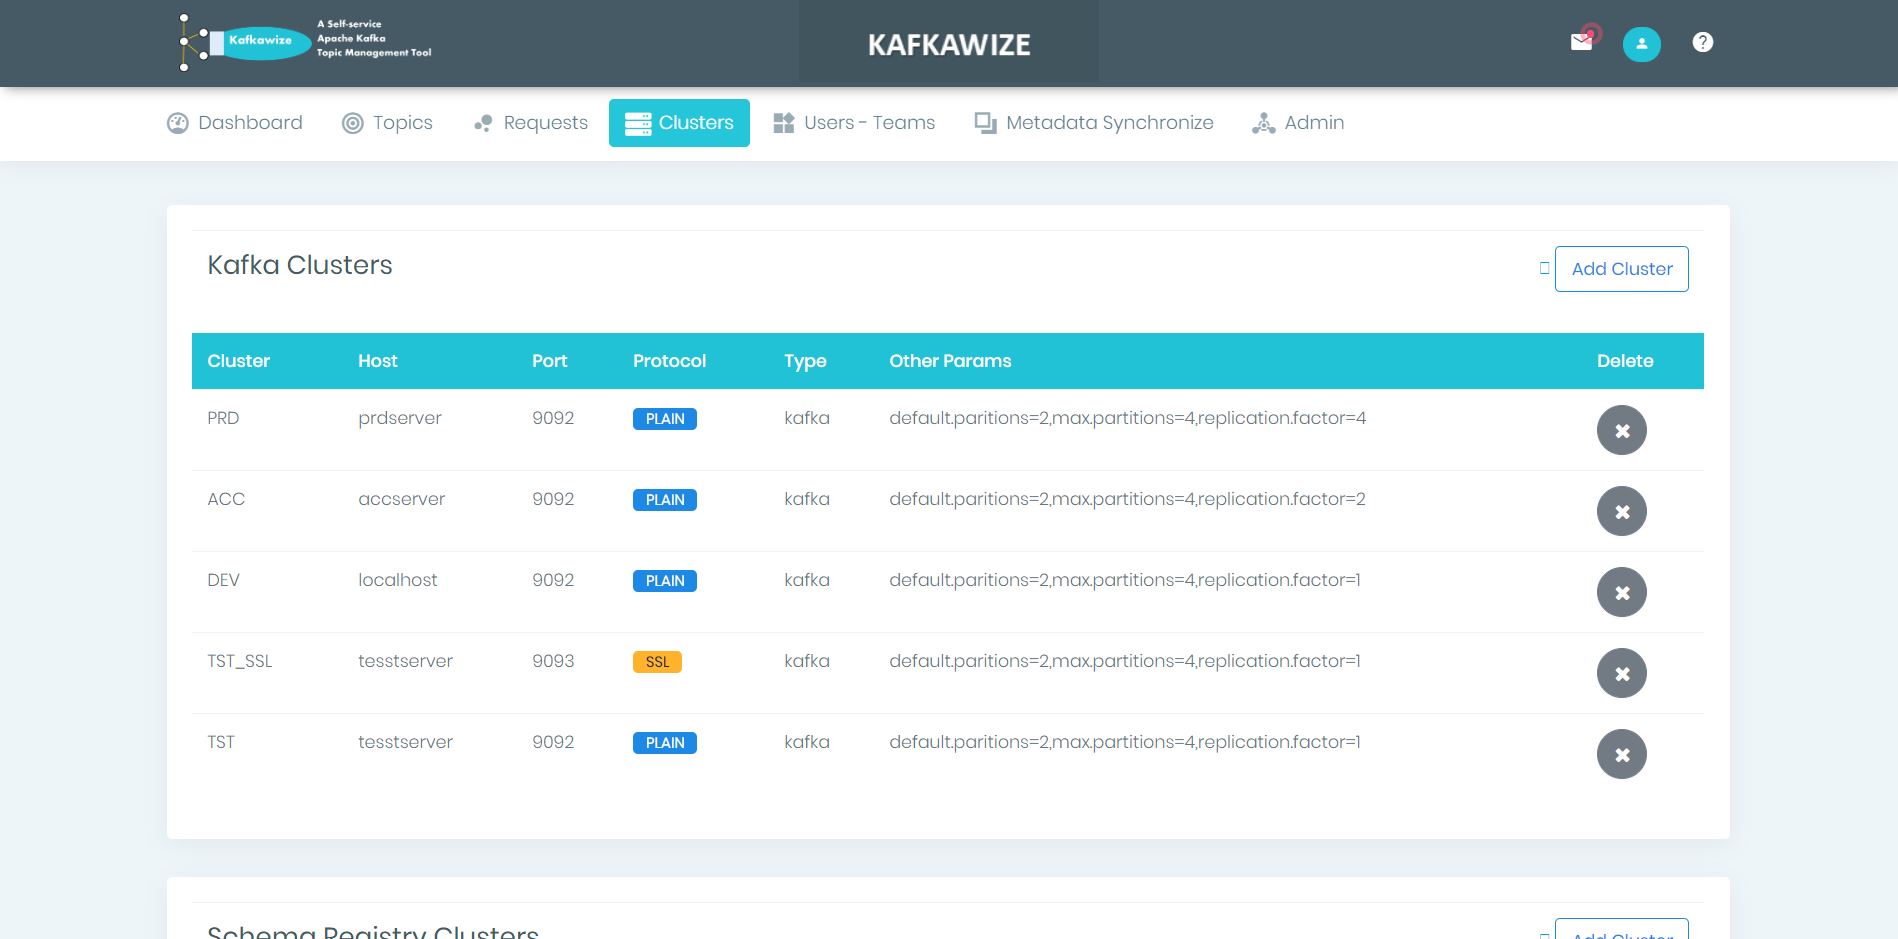 Kafkawize
A Self-service
Apache Kafka
Topic Management Tool
KAFKAWIZE
Dashboard Topics Requests Clusters Users - Teams Metadata Synchronize Admin
Kafka Clusters Add Cluster
Cluster Host Port Protocol Type Other Params Delete
PRD prdserver 9092 PLAIN kafka default.paritions=2,max.partitions=4,replication.factor=4
ACC accserver 9092 PLAIN kafka default.paritions=2,max.partitions=4,replication.factor=2
DEV localhost 9092 PLAIN kafka default.paritions=2,max.partitions=4,replication.factor=1
TST_SSL tesstserver 9093 SSL kafka default.paritions=2,max.partitions=4,replication.factor=1
TST tesstserver 9092 PLAIN kafka default.paritions=2,max.partitions=4,replication.factor=1
Schema Registry Clusters Add Cluster